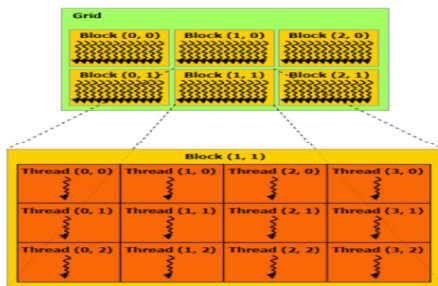 Grid
Block (0, 0) Block (1, 0) Block (2, 0)
Block (0, 1) Block (1, 1) Block (2, 1)
Block (1, 1)
Thread (0, 0) Thread (1, 0) Thread (2, 0) Thread (3, 0)
Thread (0, 1) Thread (1, 1) Thread (2, 1) Thread (3, 1)
Thread (0, 2) Thread (1, 2) Thread (2, 2) Thread (3, 2)